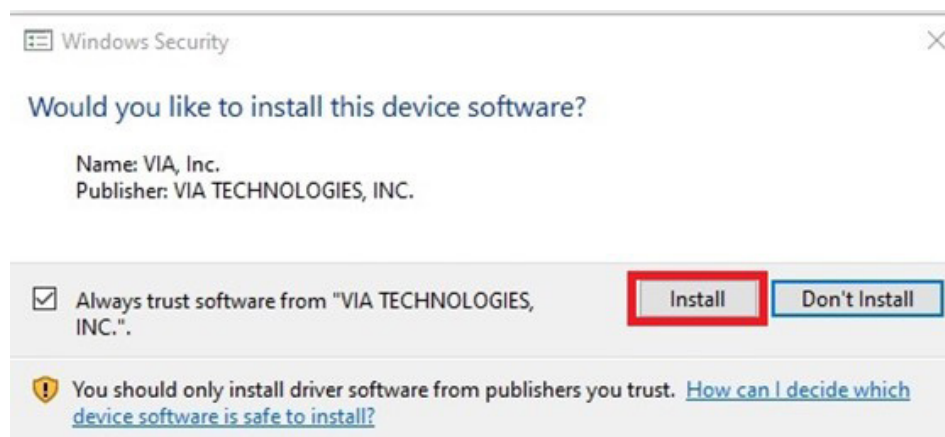 Windows Security
Would you like to install this device software?
Name: VIA, Inc.
Publisher: VIA TECHNOLOGIES, INC.
Always trust software from "VIA TECHNOLOGIES,
INC.".
Install
Don't Install
You should only install driver software from publishers you trust. How can I decide which
device software is safe to install?